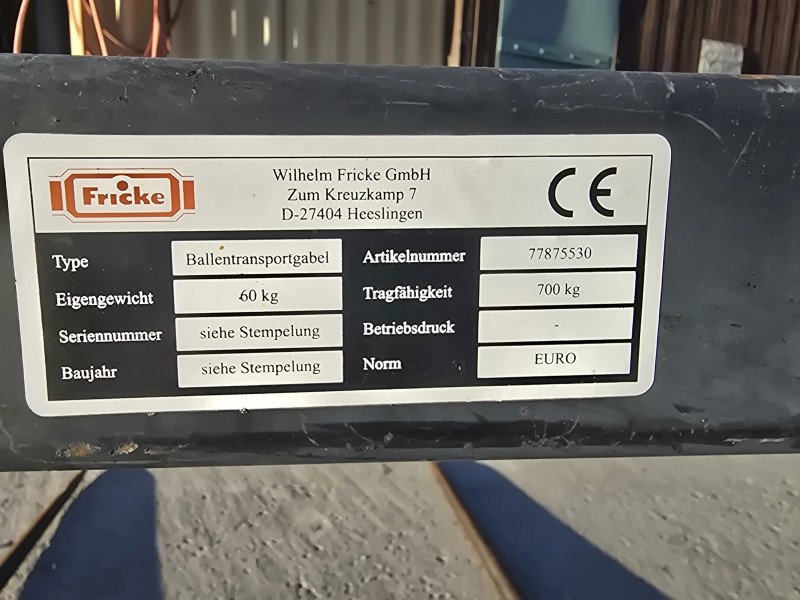 Fricke
Wilhelm Fricke GmbH
Zum Kreuzkamp 7
D-27404 Heeslingen
CE
Type Ballentransportgabel Artikelnummer 77875530
Eigengewicht 60 kg Tragfähigkeit 700 kg
Seriennummer siehe Stempelung Betriebsdruck -
Baujahr siehe Stempelung Norm EURO